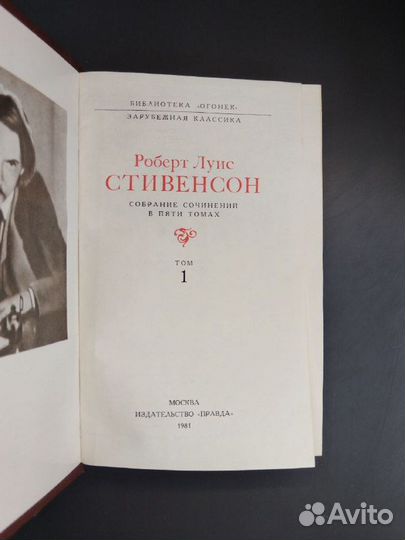 БИБЛИОТЕКА «ОГОНЕК»
ЗАРУБЕЖНАЯ КЛАССИКА
Роберт Луис
СТИВЕНСОН
СОБРАНИЕ СОЧИНЕНИЙ
В ПЯТИ ТОМАХ
ТОМ
1
МОСКВА
ИЗДАТЕЛЬСТВО «ПРАВДА»
1981
Avito